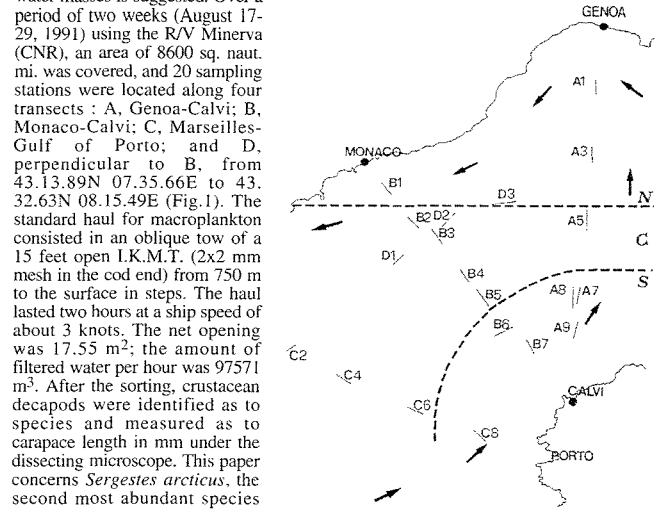 water masses is suggested. Over a
period of two weeks (August 17-
29, 1991) using the R/V Minerva
(CNR), an area of 8600 sq. naut.
mi. was covered, and 20 sampling
stations were located along four
transects : A, Genoa-Calvi; B,
Monaco-Calvi; C, Marseilles-
Gulf of Porto; and D,
perpendicular to B, from
43.13.89N 07.35.66E to 43.
32.63N 08.15.49E (Fig.1). The
standard haul for macroplankton
consisted in an oblique tow of a
15 feet open I.K.M.T. (2x2 mm
mesh in the cod end) from 750 m
to the surface in steps. The haul
lasted two hours at a ship speed of
about 3 knots. The net opening
was 17.55 m²; the amount of
filtered water per hour was 97571
m³. After the sorting, crustacean
decapods were identified as to
species and measured as to
carapace length in mm under the
dissecting microscope. This paper
concerns Sergestes arcticus, the
second most abundant species
GENOA
A1
MONACO
A3
B1
D3
N
B2
D2
A5
B3
C
D1
B4
S
B5
A8
A7
B6
A9
B7
C2
C4
CALVI
C6
C8
PORTO